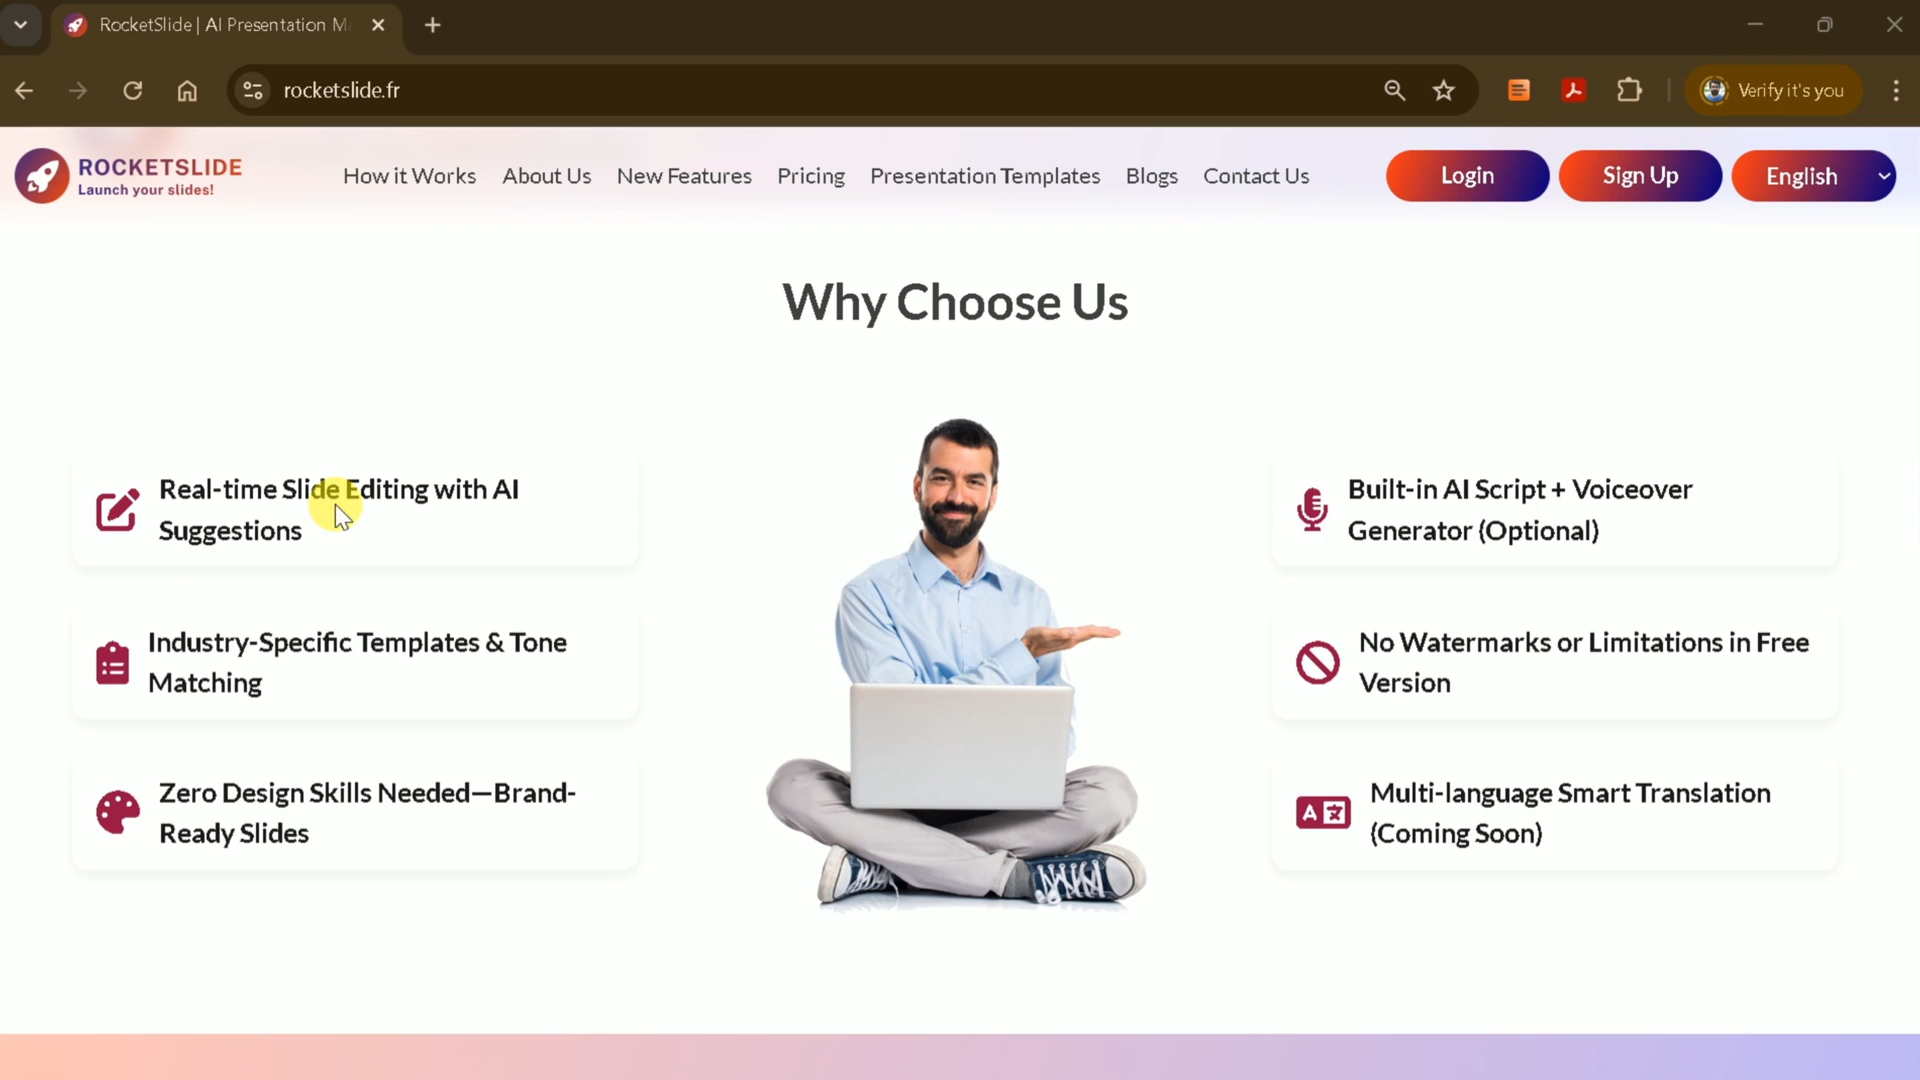 RocketSlide | AI Presentation Ma
rocketslide.fr
Verify it's you
ROCKETSLIDE
Launch your slides!
How it Works
About Us
New Features
Pricing
Presentation Templates
Blogs
Contact Us
Login
Sign Up
English
Why Choose Us
Real-time Slide Editing with AI
Suggestions
Industry-Specific Templates & Tone
Matching
Zero Design Skills Needed—Brand-
Ready Slides
Built-in AI Script + Voiceover
Generator (Optional)
No Watermarks or Limitations in Free
Version
Multi-language Smart Translation
(Coming Soon)